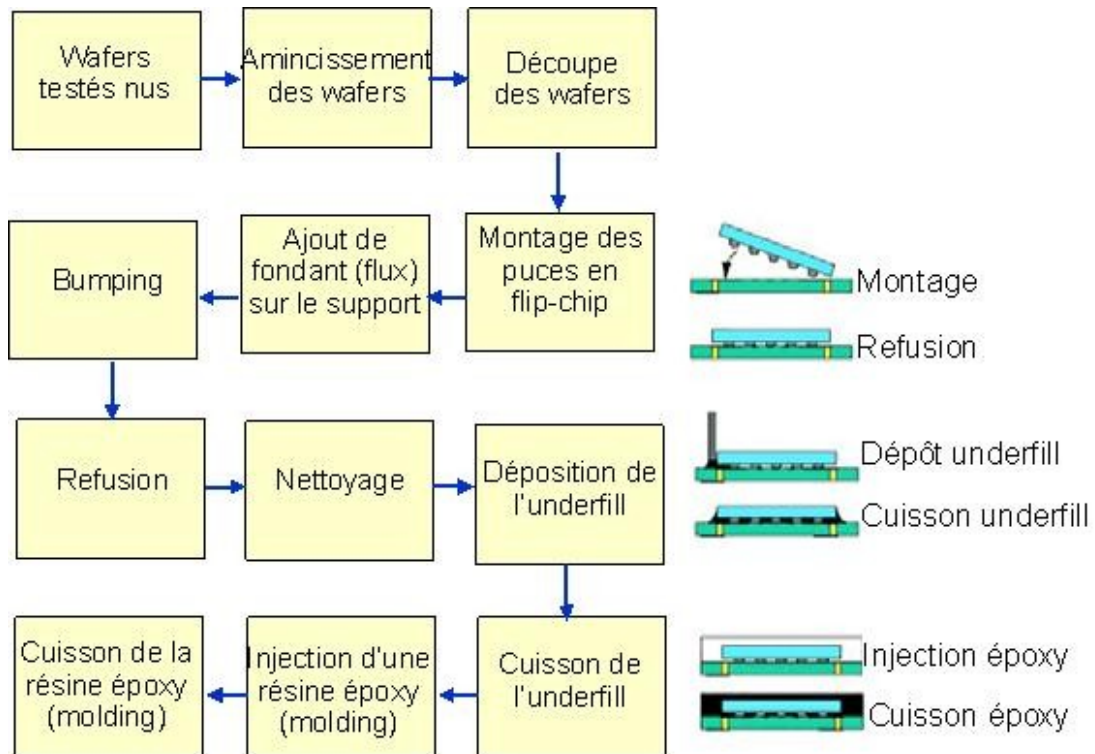 Wafers
testés nus
Amincissement
des wafers
Découpe
des wafers
Bumping
Ajout de
fondant (flux)
sur le support
Montage des
puces en
flip-chip
Montage
Refusion
Refusion
Nettoyage
Déposition de
l'underfill
Dépôt underfill
Cuisson underfill
Cuisson de la
résine époxy
(molding)
Injection d'une
résine époxy
(molding)
Cuisson de
l'underfill
Injection époxy
Cuisson époxy